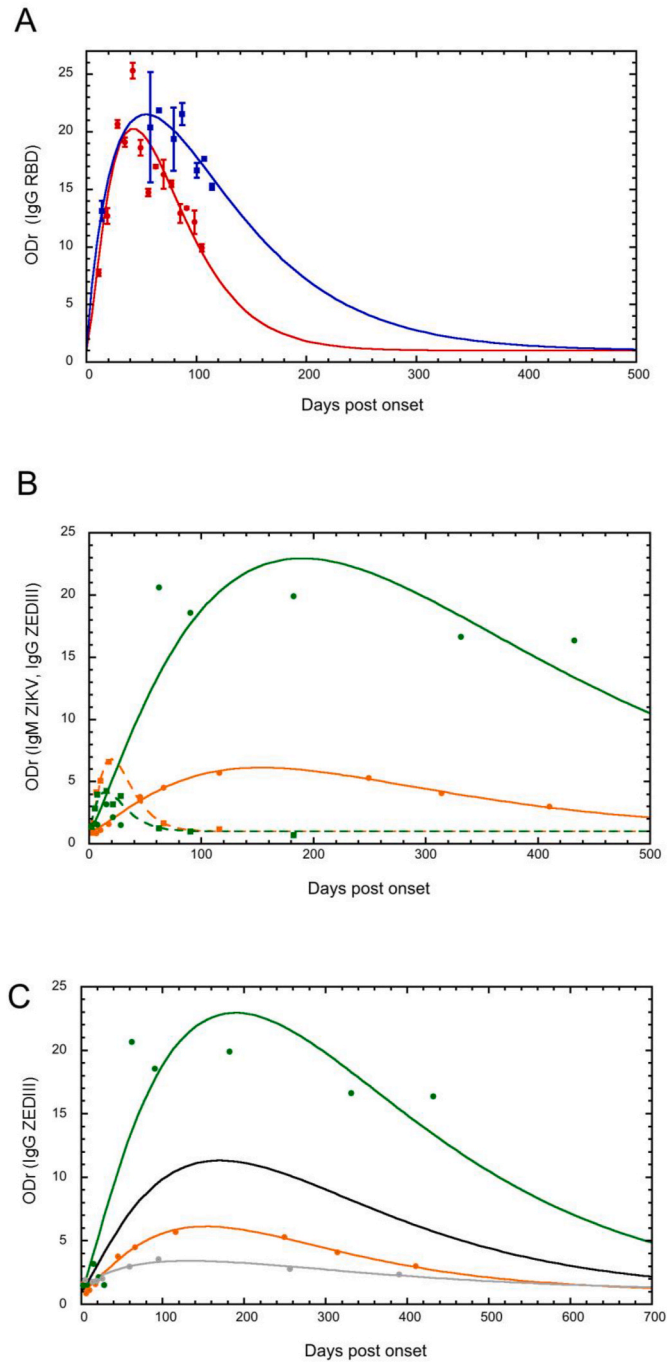 A
ODr (IgG RBD)
25
20
15
10
5
0
0 100 200 300 400 500
Days post onset
B
ODr (IgM ZIKV, IgG ZEDIII)
25
20
15
10
5
0
0 100 200 300 400 500
Days post onset
C
ODr (IgG ZEDIII)
25
20
15
10
5
0
0 100 200 300 400 500 600 700
Days post onset